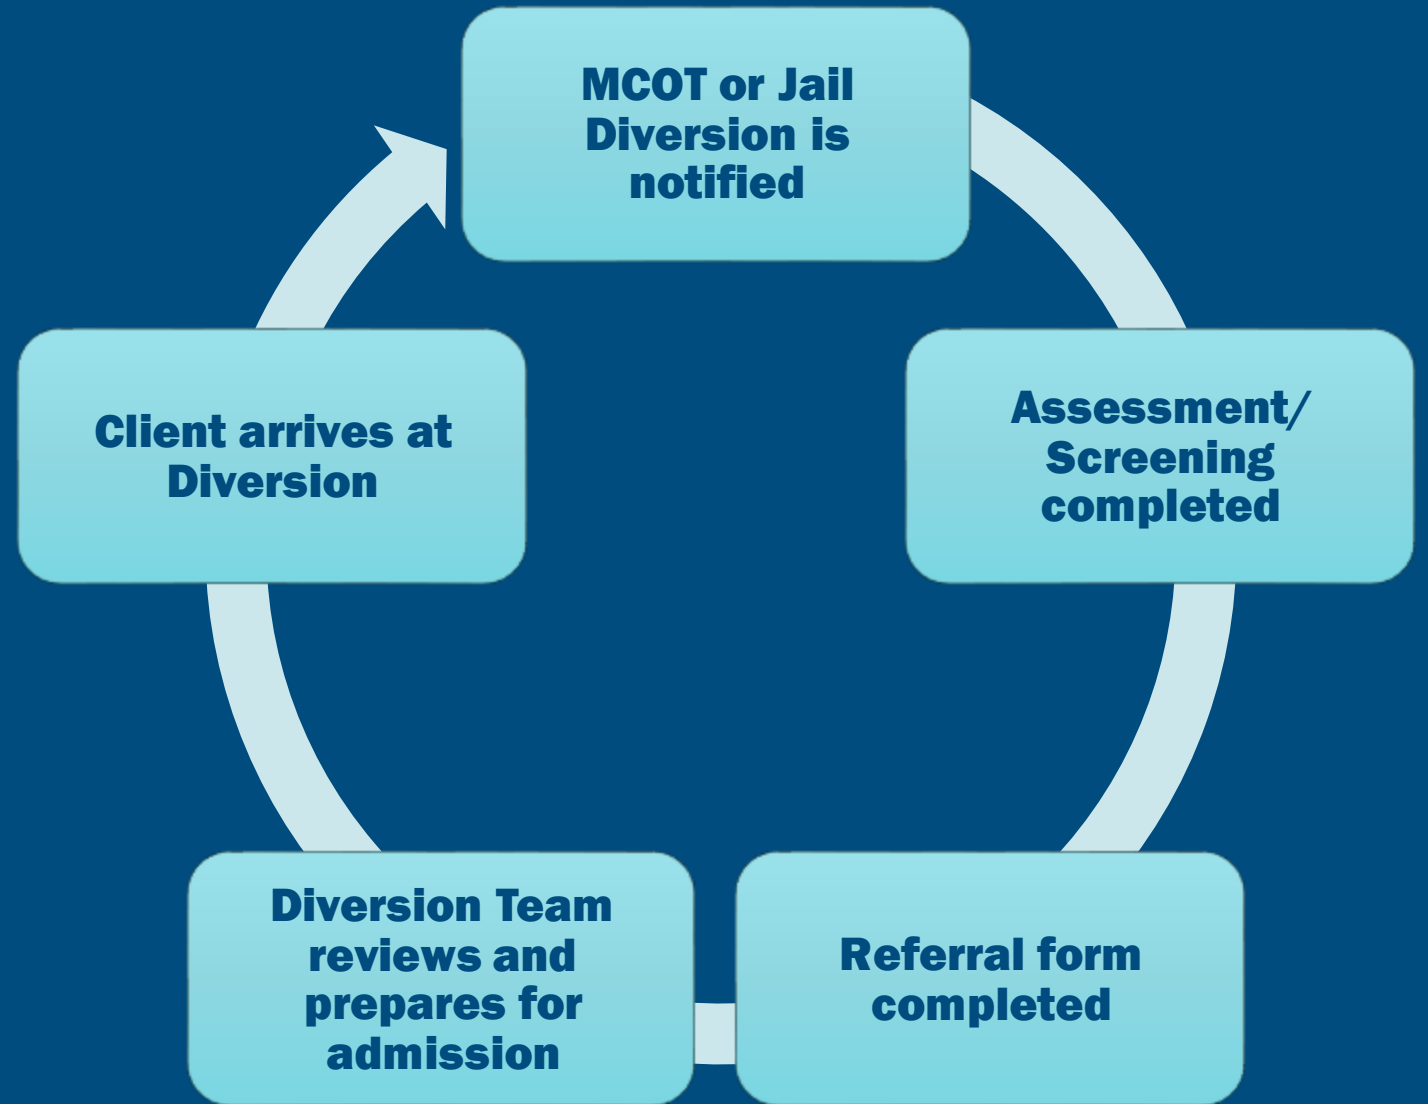 MCOT or Jail
Diversion is
notified
Assessment/
Screening
completed
Referral form
completed
Diversion Team
reviews and
prepares for
admission
Client arrives at
Diversion